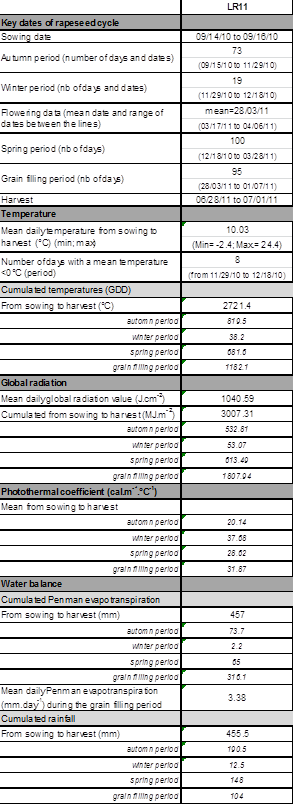 LR11
Key dates of rapeseed cycle
Sowing date 09/14/10 to 09/16/10
Autumn period (number of days and dates) 73
(09/15/10 to 11/29/10)
Winter period (nb of days and dates) 19
(11/29/10 to 12/18/10)
Flowering data (mean date and range of dates between the lines) mean=28/03/11
(03/17/11 to 04/06/11)
Spring period (nb of days) 100
(12/18/10 to 03/28/11)
Grain filling period (nb of days) 95
(28/03/11 to 01/07/11)
Harvest 06/28/11 to 07/01/11
Temperature
Mean daily temperature from sowing to harvest (°C) (min; max) 10.03
(Min= -2.4; Max= 24.4)
Number of days with a mean temperature <0°C (period) 8
(from 11/29/10 to 12/18/10)
Cumulated temperatures (GDD)
From sowing to harvest (°C) 2721.4
automn period 819.5
winter period 38.2
spring period 681.6
grain filling period 1182.1
Global radiation
Mean daily global radiation value (J.cm⁻²) 1040.59
Cumulated from sowing to harvest (MJ.m⁻²) 3007.31
automn period 532.81
winter period 53.07
spring period 613.49
grain filling period 1807.94
Photothermal coefficient (cal.m⁻².°C⁻¹)
Mean from sowing to harvest
automn period 20.14
winter period 37.68
spring period 28.62
grain filling period 31.87
Water balance
Cumulated Penman evapotranspiration
From sowing to harvest (mm) 457
automn period 73.7
winter period 2.2
spring period 65
grain filling period 316.1
Mean daily Penman evapotranspiration (mm.day⁻¹) during the grain filling period 3.38
Cumulated rainfall
From sowing to harvest (mm) 455.5
automn period 190.5
winter period 12.5
spring period 148
grain filling period 104